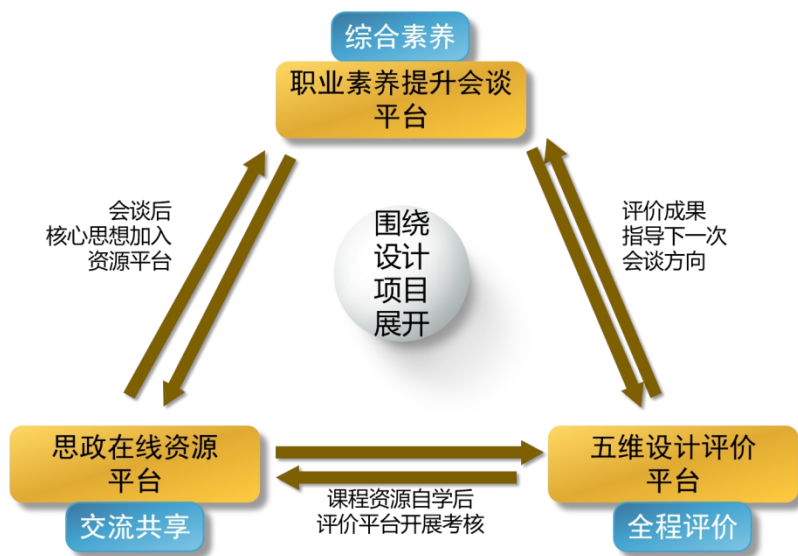 综合素养
职业素养提升会谈
平台
会谈后
核心思想加入
资源平台
围绕
设计
项目
展开
评价成果
指导下一次
会谈方向
思政在线资源
平台
交流共享
课程资源自学后
评价平台开展考核
五维设计评价
平台
全程评价